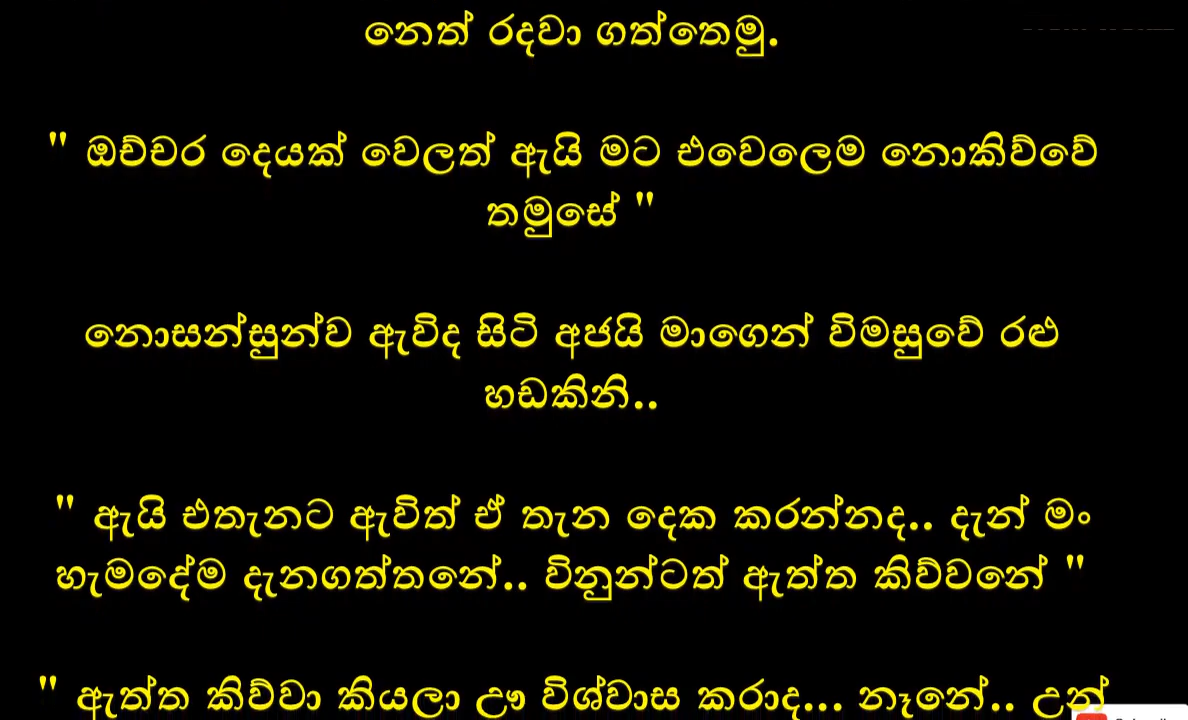 නෙත් රදවා ගත්තෙමු.
" ඔච්චර දෙයක් වෙලත් ඇයි මට එවෙලෙම නොකිව්වේ
තමුසේ "
නොසන්සුන්ව ඇවිද සිටි අජයි මාගෙන් විමසුවේ රළු
හඩකිනි..
" ඇයි එතැනට ඇවිත් ඒ තැන දෙක කරන්නද.. දැන් මං
හැමදේම දැනගත්තනේ.. විනුන්ටත් ඇත්ත කිව්වනේ "
" ඇත්ත කිව්වා කියලා ඌ විශ්වාස කරාද... නෑනේ.. උන්